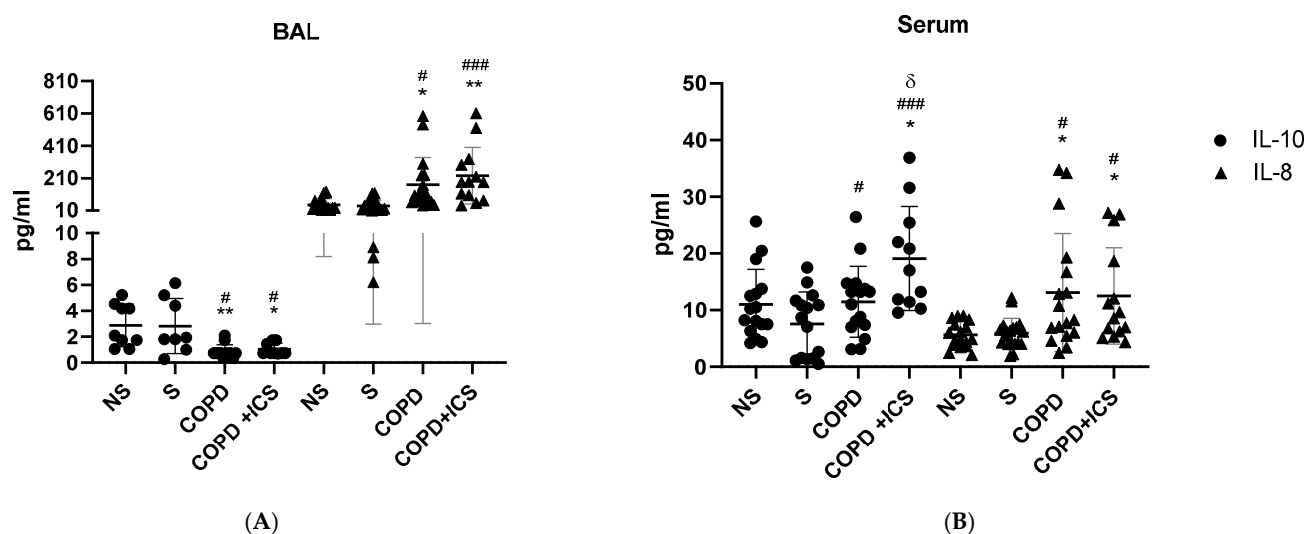 BAL
pg/ml
810
610
410
210
10
10
8
6
4
2
0
#
**
#
*
#
*
###
**
NS
S
COPD
COPD +ICS
NS
S
COPD
COPD+ICS
(A)
Serum
pg/ml
50
40
30
20
10
0
#
δ
###
*
#
*
#
*
NS
S
COPD
COPD +ICS
NS
S
COPD
COPD+ICS
IL-10
IL-8
(B)